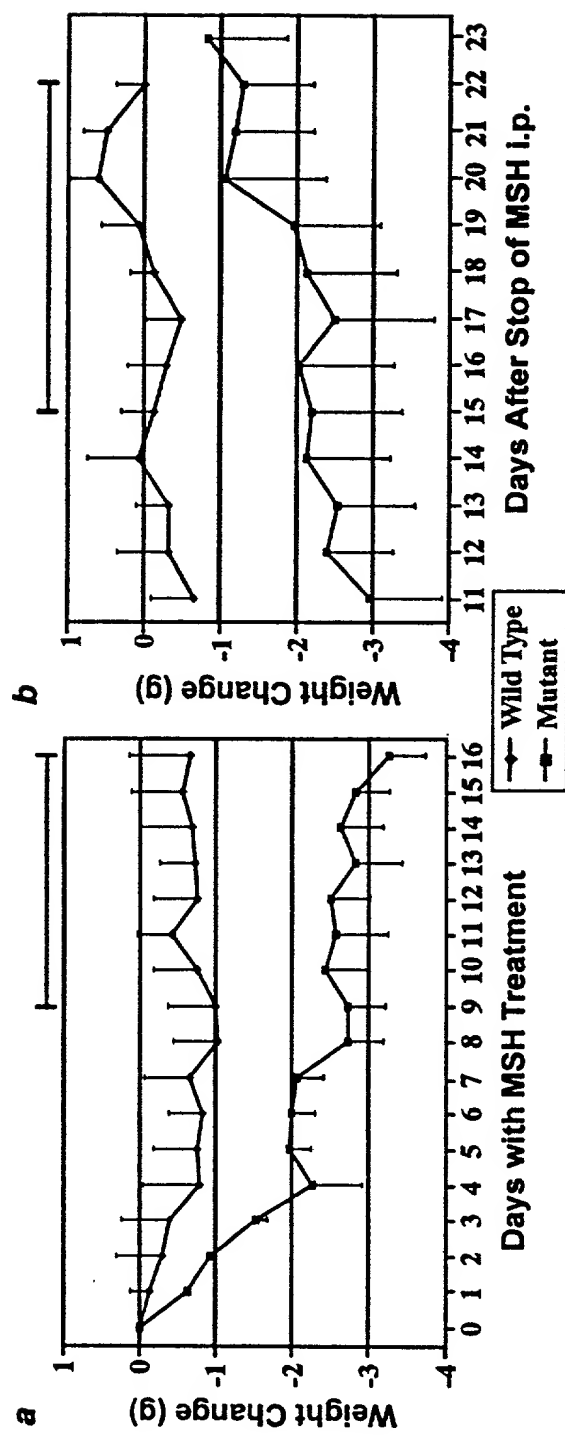 a
Weight Change (g)
1
0
-1
-2
-3
-4
0 1 2 3 4 5 6 7 8 9 10 11 12 13 14 15 16
Days with MSH Treatment
b
Weight Change (g)
1
0
-1
-2
-3
-4
11 12 13 14 15 16 17 18 19 20 21 22 23
Days After Stop of MSH i.p.
Wild Type
Mutant